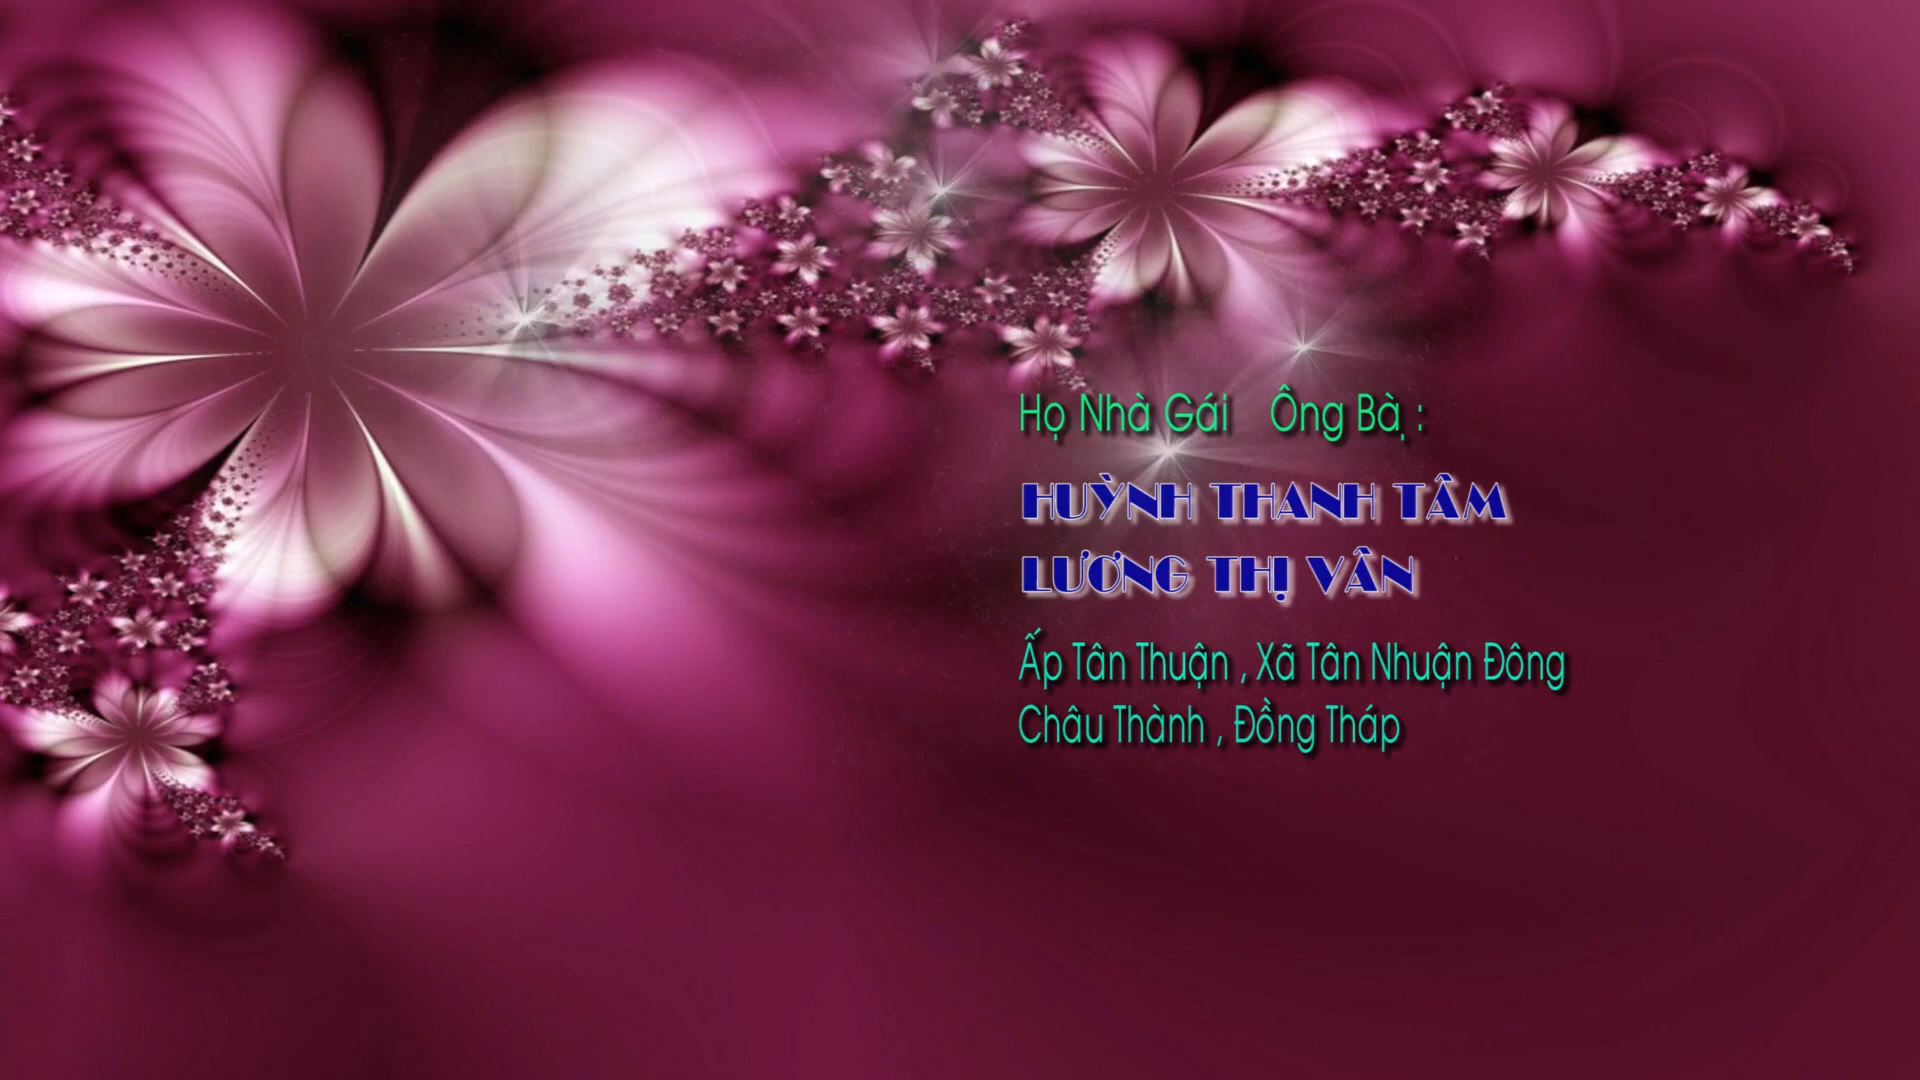 Họ Nhà Gái Ông Bà :
HUỲNH THANH TÂM
LƯƠNG THỊ VÂN
Ấp Tân Thuận , Xã Tân Nhuận Đông
Châu Thành , Đồng Tháp